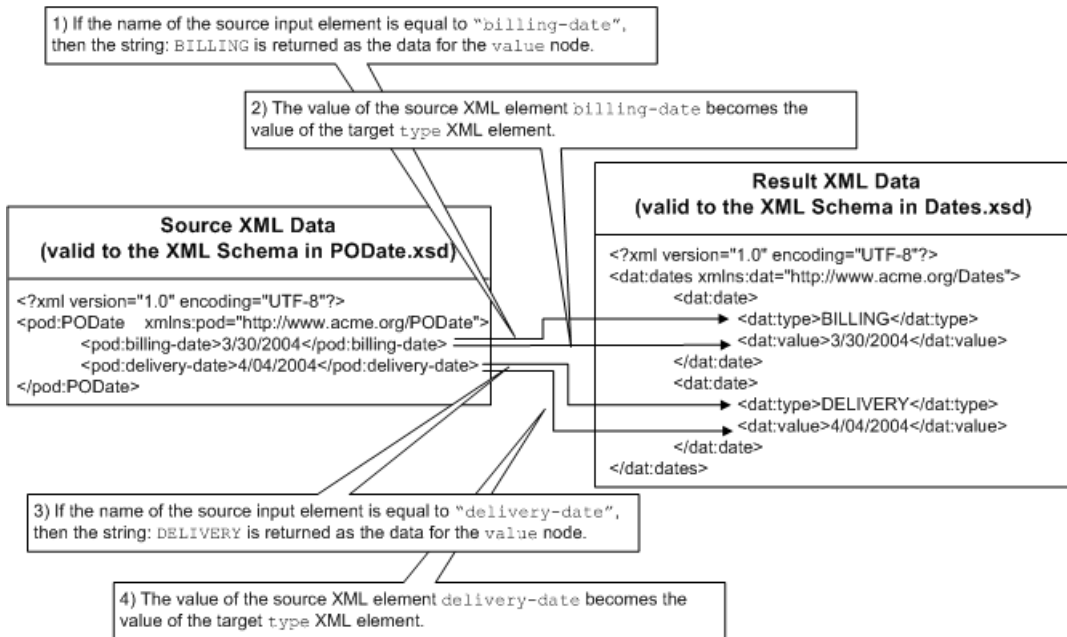 1) If the name of the source input element is equal to "billing-date",
then the string: BILLING is returned as the data for the value node.
2) The value of the source XML element billing-date becomes the
value of the target type XML element.
Source XML Data
(valid to the XML Schema in PODate.xsd)
<?xml version="1.0" encoding="UTF-8"?>
<pod:PODate xmlns:pod="http://www.acme.org/PODate">
<pod:billing-date>3/30/2004</pod:billing-date>
<pod:delivery-date>4/04/2004</pod:delivery-date>
</pod:PODate>
Result XML Data
(valid to the XML Schema in Dates.xsd)
<?xml version="1.0" encoding="UTF-8"?>
<dat:dates xmlns:dat="http://www.acme.org/Dates">
<dat:date>
<dat:type>BILLING</dat:type>
<dat:value>3/30/2004</dat:value>
</dat:date>
<dat:date>
<dat:type>DELIVERY</dat:type>
<dat:value>4/04/2004</dat:value>
</dat:date>
</dat:dates>
3) If the name of the source input element is equal to "delivery-date",
then the string: DELIVERY is returned as the data for the value node.
4) The value of the source XML element delivery-date becomes the
value of the target type XML element.